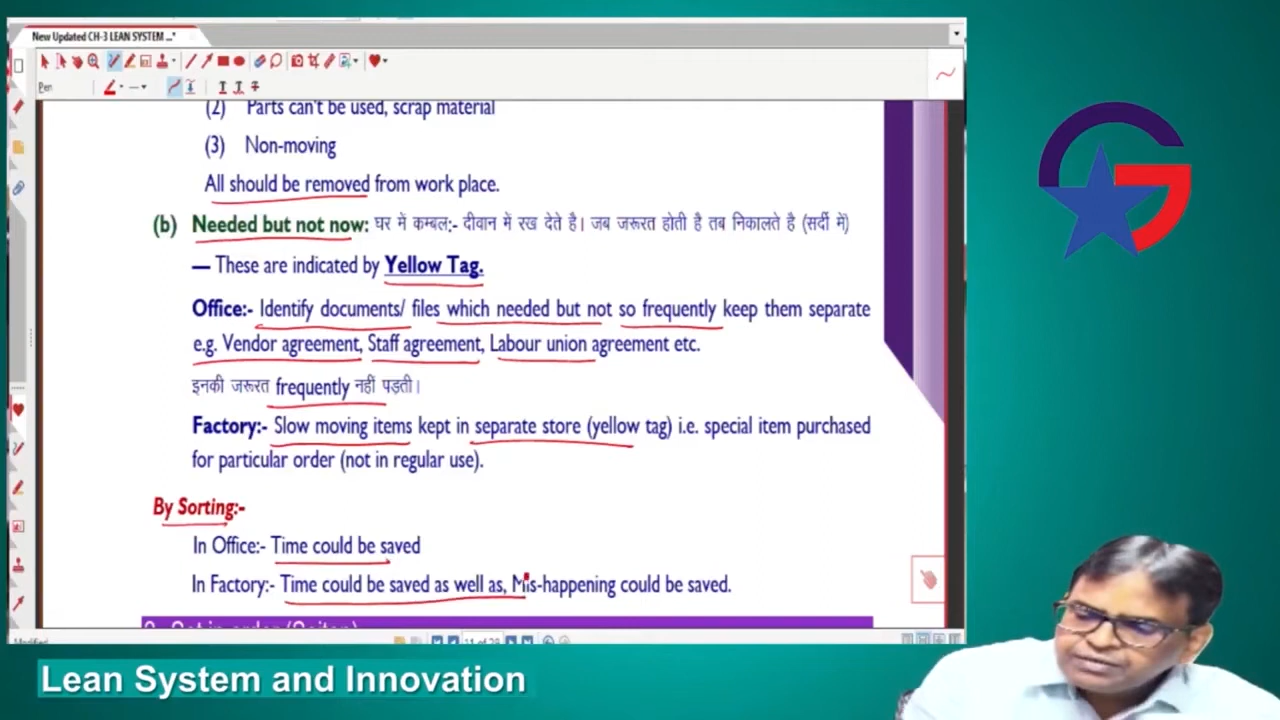 New Updated CH-3 LEAN SYSTEM ...*
Pen
(2) Parts can't be used, scrap material
(3) Non-moving
All should be removed from work place.
(b) Needed but not now: घर में कम्बल:- दीवान में रख देते है। जब जरूरत होती है तब निकालते है (सर्दी में)
— These are indicated by Yellow Tag.
Office:- Identify documents/ files which needed but not so frequently keep them separate
e.g. Vendor agreement, Staff agreement, Labour union agreement etc.
इनकी जरूरत frequently नहीं पड़ती।
Factory:- Slow moving items kept in separate store (yellow tag) i.e. special item purchased
for particular order (not in regular use).
By Sorting:-
In Office:- Time could be saved
In Factory:- Time could be saved as well as, Mis-happening could be saved.
11 of 28
Lean System and Innovation